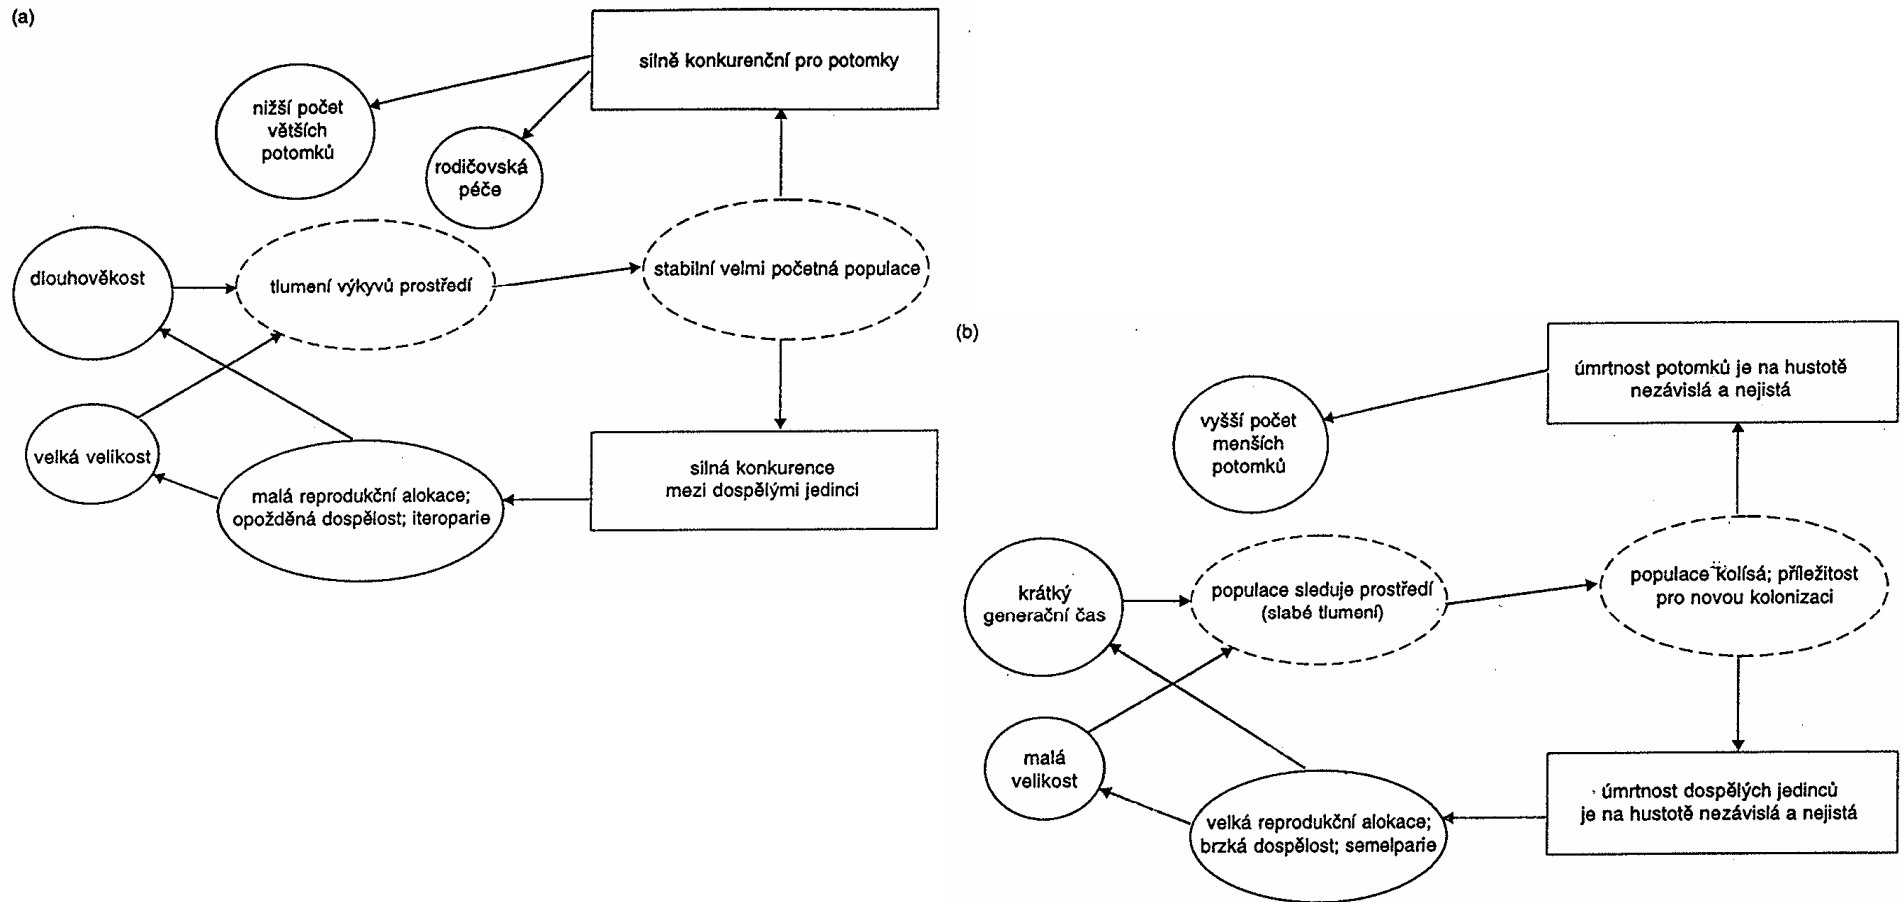 (a)
silně konkurenční pro potomky
nižší počet
větších
potomků
rodičovská
péče
dlouhověkost
tlumení výkyvů prostředí
stabilní velmi početná populace
velká velikost
malá reprodukční alokace;
opožděná dospělost; iteroparie
silná konkurence
mezi dospělými jedinci
(b)
úmrtnost potomků je na hustotě
nezávislá a nejistá
vyšší počet
menších
potomků
krátký
generační čas
populace sleduje prostředí
(slabé tlumení)
populace kolísá; příležitost
pro novou kolonizaci
malá
velikost
velká reprodukční alokace;
brzká dospělost; semelparie
úmrtnost dospělých jedinců
je na hustotě nezávislá a nejistá